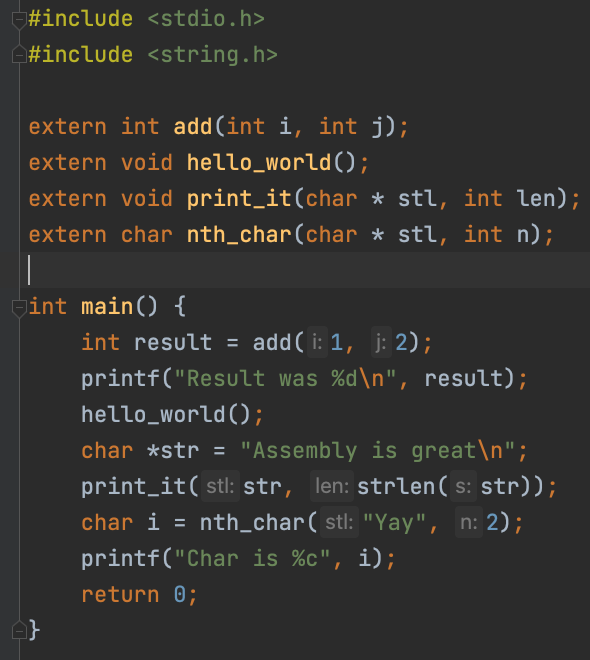 #include <stdio.h>
#include <string.h>

extern int add(int i, int j);
extern void hello_world();
extern void print_it(char * stl, int len);
extern char nth_char(char * stl, int n);

int main() {
    int result = add(i: 1, j: 2);
    printf("Result was %d\n", result);
    hello_world();
    char *str = "Assembly is great\n";
    print_it(stl: str, len: strlen(s: str));
    char i = nth_char(stl: "Yay", n: 2);
    printf("Char is %c", i);
    return 0;
}